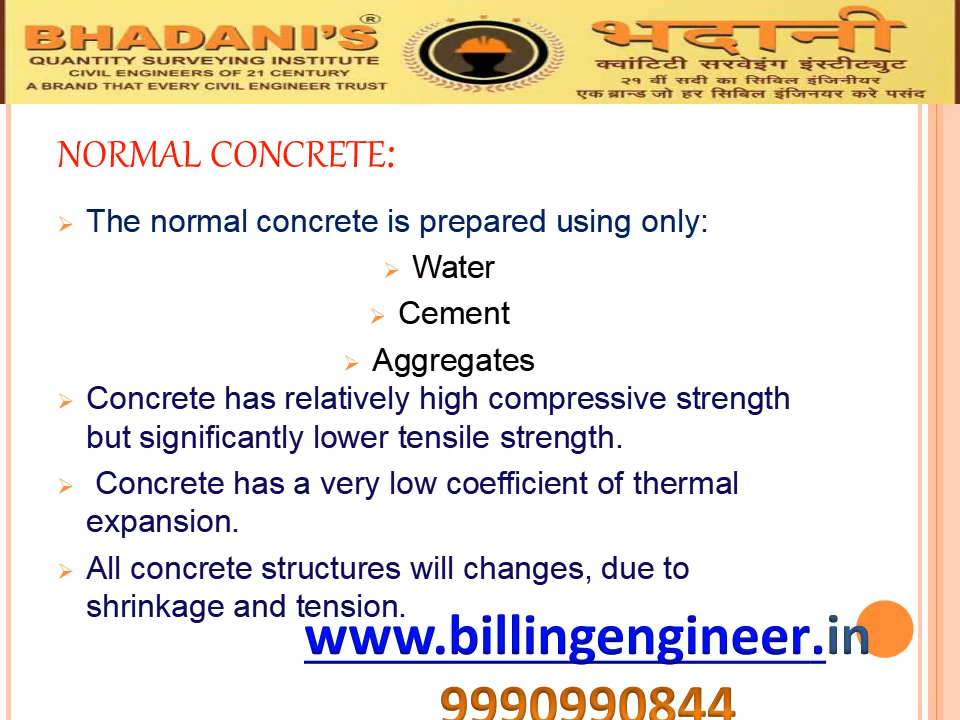 BHADANI'S®
QUANTITY SURVEYING INSTITUTE
CIVIL ENGINEERS OF 21 CENTURY
A BRAND THAT EVERY CIVIL ENGINEER TRUST
भदानी
क्वांटिटी सरवेइंग इंस्टीट्युट
२१ वीं सदी का सिविल इंजिनीयर
एक ब्रान्ड जो हर सिविल इंजिनयर करे पसंद
NORMAL CONCRETE:
The normal concrete is prepared using only:
Water
Cement
Aggregates
Concrete has relatively high compressive strength
but significantly lower tensile strength.
Concrete has a very low coefficient of thermal
expansion.
All concrete structures will changes, due to
shrinkage and tension.
www.billingengineer.in
9990990844